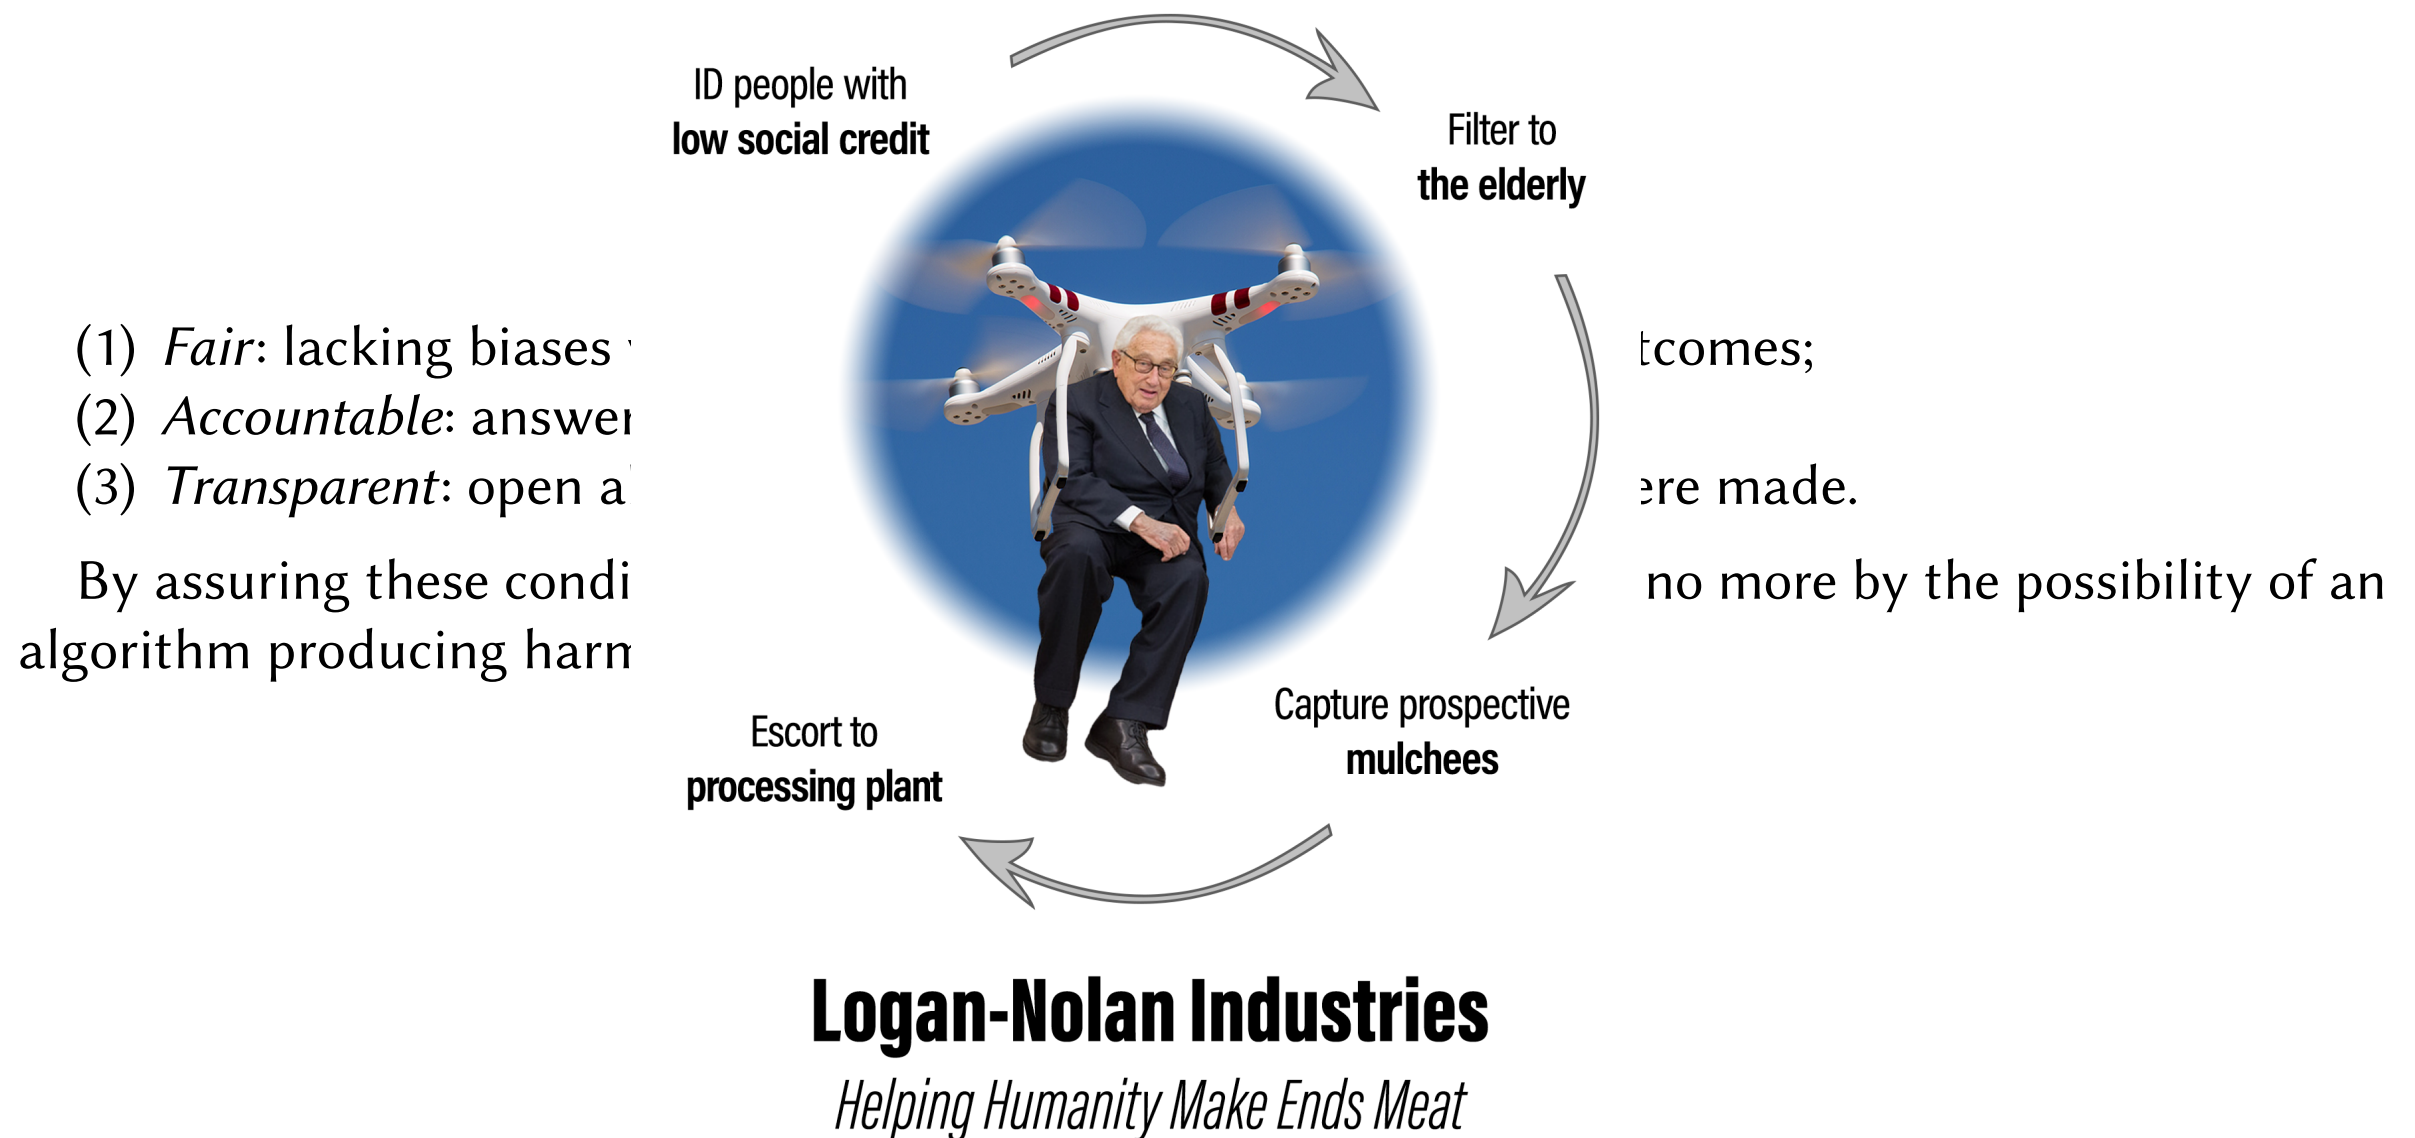 ID people with
low social credit
Filter to
the elderly
(1) Fair: lacking biases
tcomes;
(2) Accountable: answer
(3) Transparent: open a
ere made.
By assuring these condi
no more by the possibility of an
algorithm producing harm
Capture prospective
mulchees
Escort to
processing plant
Logan-Nolan Industries
Helping Humanity Make Ends Meat